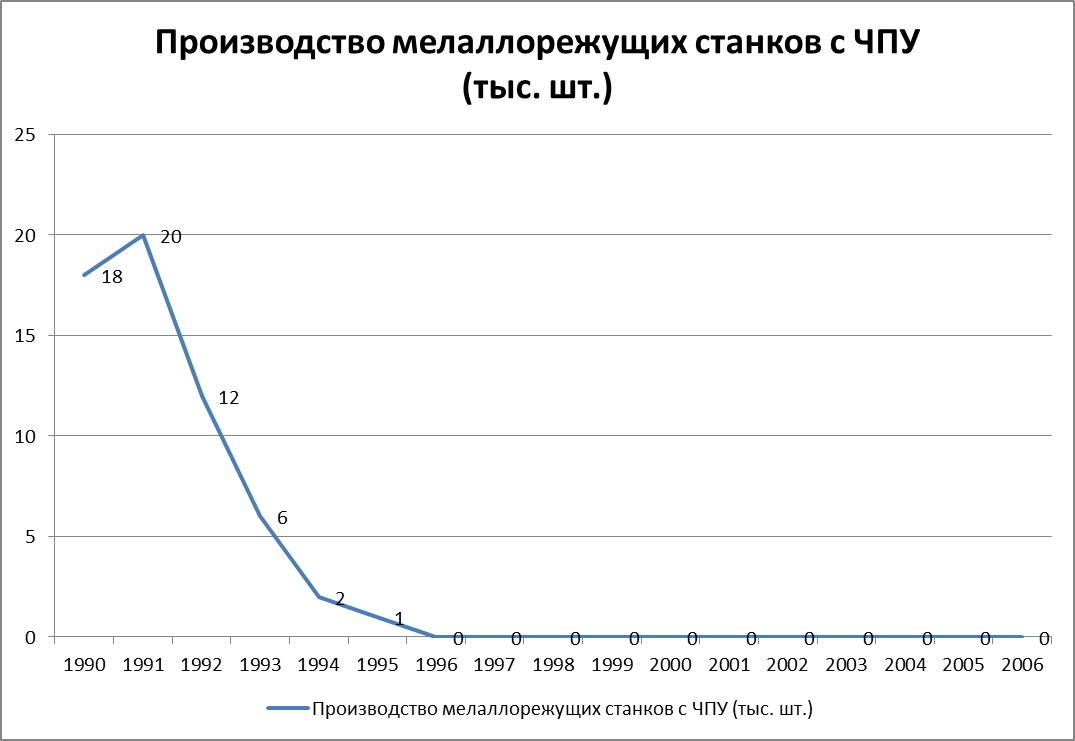 Производство мелаллорежущих станков с ЧПУ
(тыс. шт.)
25
20
20
18
15
12
10
6
5
2
1
0
0 0 0 0 0 0 0 0 0 0 0
1990 1991 1992 1993 1994 1995 1996 1997 1998 1999 2000 2001 2002 2003 2004 2005 2006
Производство мелаллорежущих станков с ЧПУ (тыс. шт.)